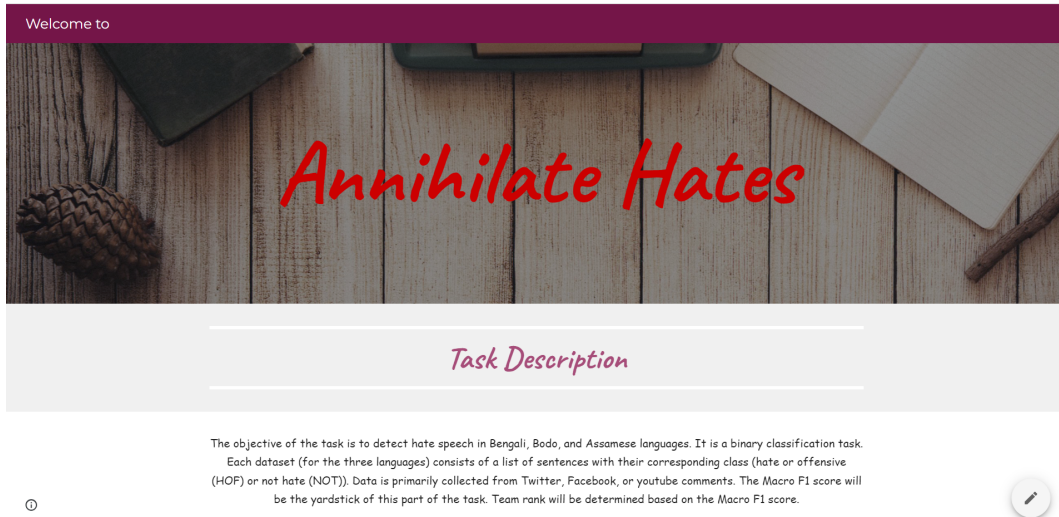 Welcome to
Annihilate Hates
Task Description
The objective of the task is to detect hate speech in Bengali, Bodo, and Assamese languages. It is a binary classification task.
Each dataset (for the three languages) consists of a list of sentences with their corresponding class (hate or offensive
(HOF) or not hate (NOT)). Data is primarily collected from Twitter, Facebook, or youtube comments. The Macro F1 score will
be the yardstick of this part of the task. Team rank will be determined based on the Macro F1 score.